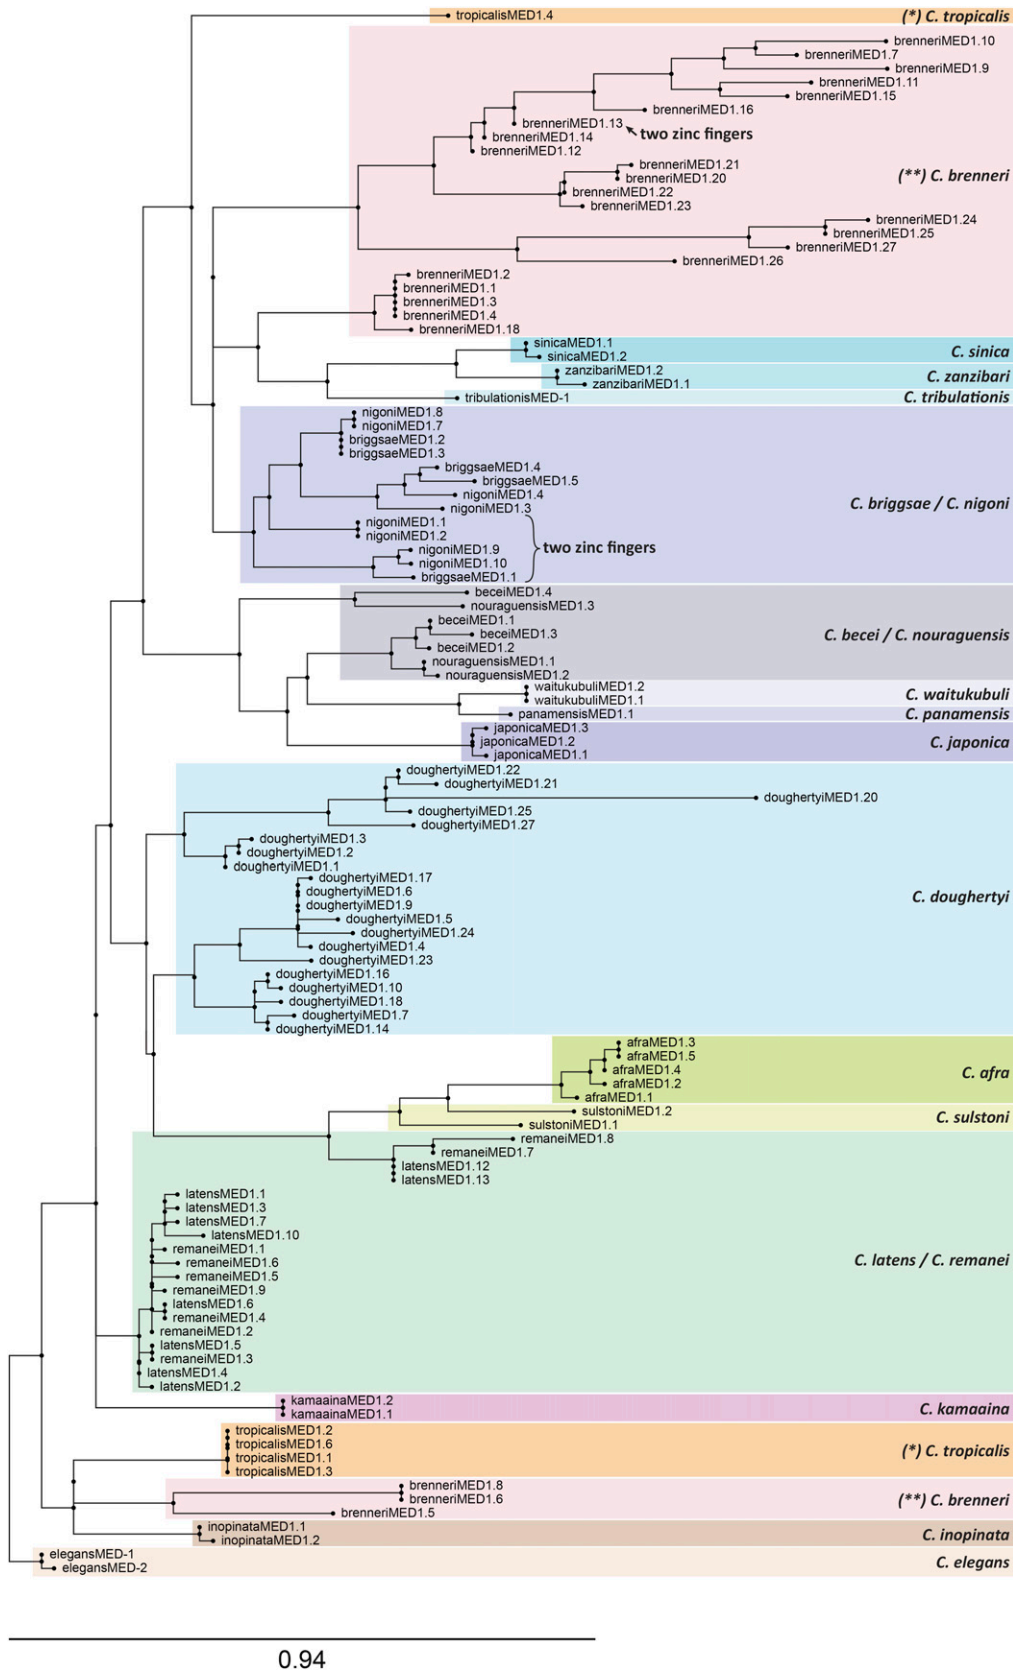 tropicalisMED1.4
(*) C. tropicalis
brenneriMED1.10
brenneriMED1.7
brenneriMED1.9
brenneriMED1.11
brenneriMED1.15
brenneriMED1.16
brenneriMED1.13
two zinc fingers
brenneriMED1.14
brenneriMED1.12
brenneriMED1.21
brenneriMED1.20
(**) C. brenneri
brenneriMED1.22
brenneriMED1.23
brenneriMED1.24
brenneriMED1.25
brenneriMED1.27
brenneriMED1.26
brenneriMED1.2
brenneriMED1.1
brenneriMED1.3
brenneriMED1.4
brenneriMED1.18
sinicaMED1.1
C. sinica
sinicaMED1.2
zanzibariMED1.2
C. zanzibari
zanzibariMED1.1
tribulationisMED-1
C. tribulationis
nigoniMED1.8
nigoniMED1.7
briggsaeMED1.2
briggsaeMED1.3
briggsaeMED1.4
briggsaeMED1.5
nigoniMED1.4
C. briggsae / C. nigoni
nigoniMED1.3
nigoniMED1.1
nigoniMED1.2
two zinc fingers
nigoniMED1.9
nigoniMED1.10
briggsaeMED1.1
beceiMED1.4
nouraguensisMED1.3
beceiMED1.1
beceiMED1.3
C. becei / C. nouraguensis
beceiMED1.2
nouraguensisMED1.1
nouraguensisMED1.2
waitukubuliMED1.2
C. waitukubuli
waitukubuliMED1.1
panamensisMED1.1
C. panamensis
japonicaMED1.3
japonicaMED1.2
C. japonica
japonicaMED1.1
doughertyiMED1.22
doughertyiMED1.21
doughertyiMED1.20
doughertyiMED1.25
doughertyiMED1.27
doughertyiMED1.3
doughertyiMED1.2
doughertyiMED1.1
doughertyiMED1.17
doughertyiMED1.6
C. doughertyi
doughertyiMED1.9
doughertyiMED1.5
doughertyiMED1.24
doughertyiMED1.4
doughertyiMED1.23
doughertyiMED1.16
doughertyiMED1.10
doughertyiMED1.18
doughertyiMED1.7
doughertyiMED1.14
afraMED1.3
afraMED1.5
afraMED1.4
C. afra
afraMED1.2
afraMED1.1
sulstoniMED1.2
C. sulstoni
sulstoniMED1.1
remaneiMED1.8
remaneiMED1.7
latensMED1.12
latensMED1.13
latensMED1.1
latensMED1.3
latensMED1.7
latensMED1.10
remaneiMED1.1
C. latens / C. remanei
remaneiMED1.6
remaneiMED1.5
remaneiMED1.9
latensMED1.6
remaneiMED1.4
remaneiMED1.2
latensMED1.5
remaneiMED1.3
latensMED1.4
latensMED1.2
kamaainaMED1.2
C. kamaaina
kamaainaMED1.1
tropicalisMED1.2
tropicalisMED1.6
(*) C. tropicalis
tropicalisMED1.1
tropicalisMED1.3
brenneriMED1.8
brenneriMED1.6
(**) C. brenneri
brenneriMED1.5
inopinataMED1.1
C. inopinata
inopinataMED1.2
elegansMED-1
C. elegans
elegansMED-2
0.94